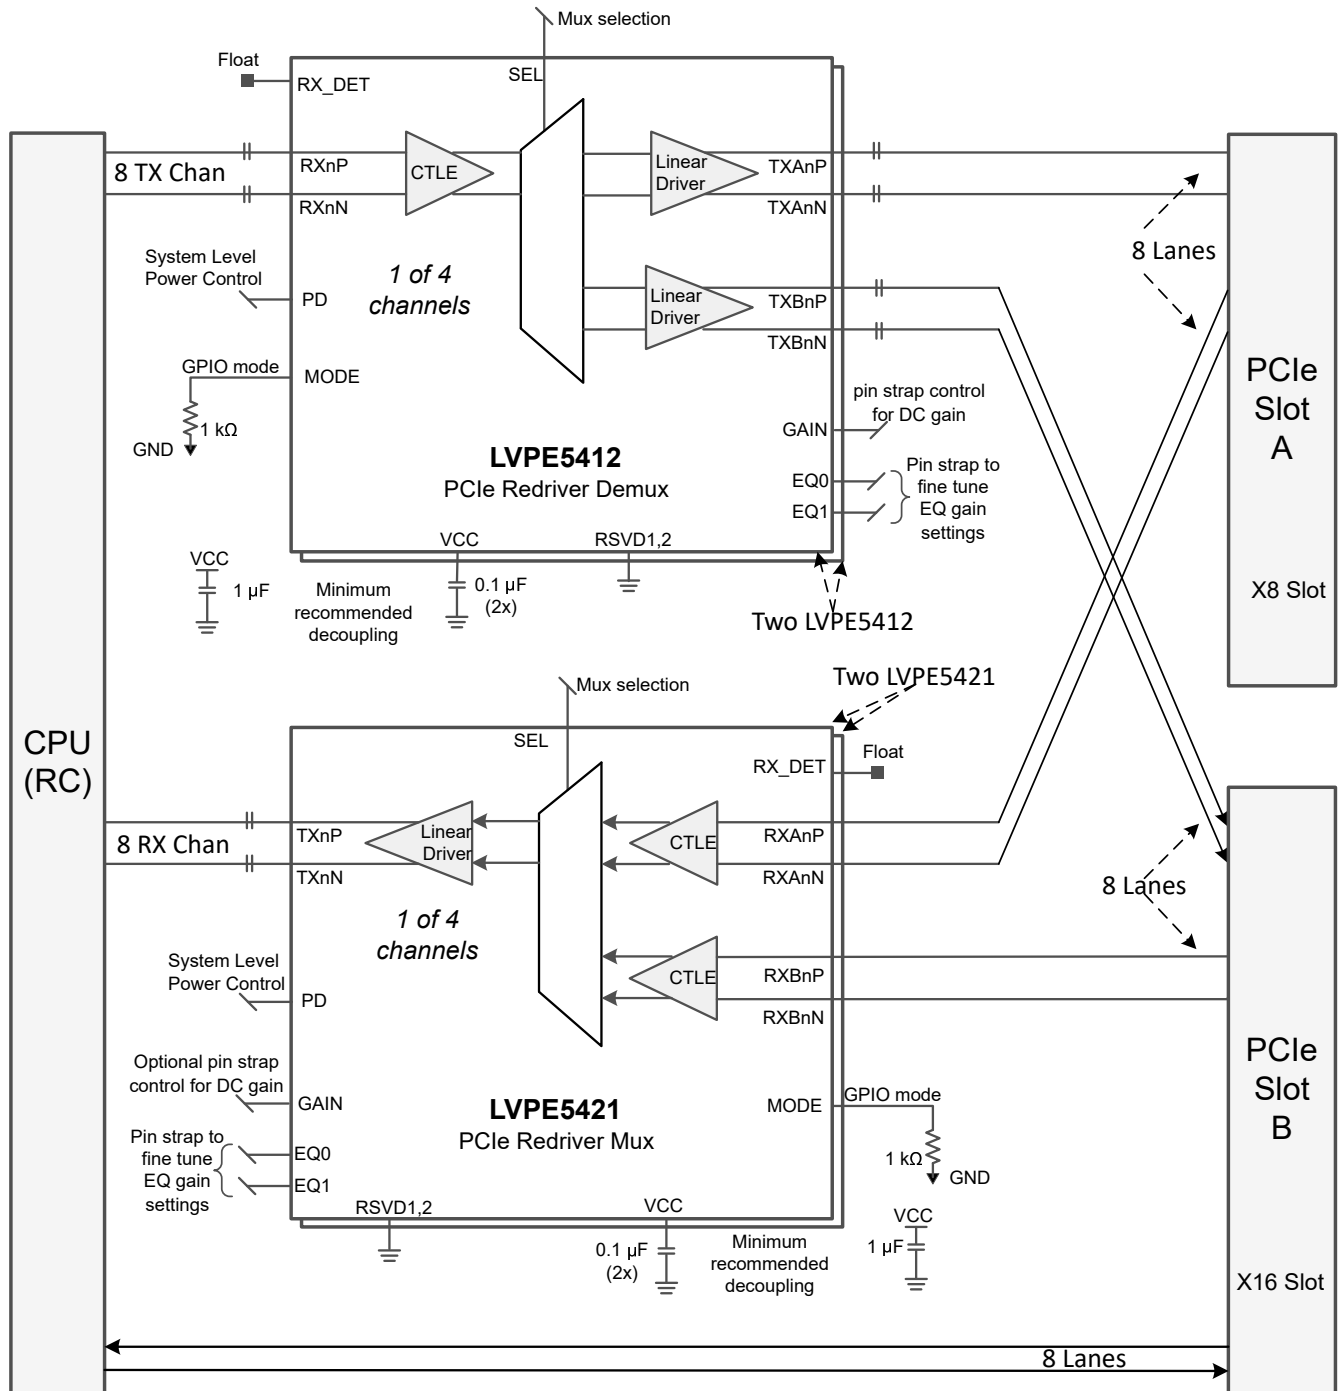 Mux selection
Float
SEL
RX_DET
8 TX Chan
RXnP
RXnN
CTLE
Linear
Driver
TXAnP
TXAnN
8 Lanes
System Level
Power Control
PD
1 of 4
channels
Linear
Driver
TXBnP
TXBnN
GPIO mode
MODE
1 kΩ
GND
pin strap control
for DC gain
GAIN
LVPE5412
PCIe Redriver Demux
EQ0
EQ1
Pin strap to
fine tune
EQ gain
settings
PCIe
Slot
A
X8 Slot
VCC
RSVD1,2
VCC
1 µF
Minimum
recommended
decoupling
0.1 µF
(2x)
Two LVPE5412
Two LVPE5421
CPU
(RC)
Mux selection
SEL
Float
RX_DET
8 RX Chan
TXnP
TXnN
Linear
Driver
CTLE
RXAnP
RXAnN
8 Lanes
1 of 4
channels
System Level
Power Control
PD
CTLE
RXBnP
RXBnN
Optional pin strap
control for DC gain
GAIN
LVPE5421
PCIe Redriver Mux
MODE
GPIO mode
1 kΩ
GND
Pin strap to
fine tune
EQ gain
settings
EQ0
EQ1
PCIe
Slot
B
X16 Slot
RSVD1,2
VCC
0.1 µF
(2x)
Minimum
recommended
decoupling
VCC
1 µF
8 Lanes